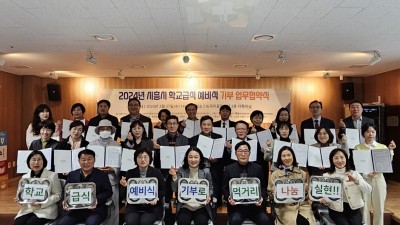 2024년 시흥시 학교급식 예비식 기부 업무협약식
학교 급식 예비식 기부로 먹거리 나눔 실현!!